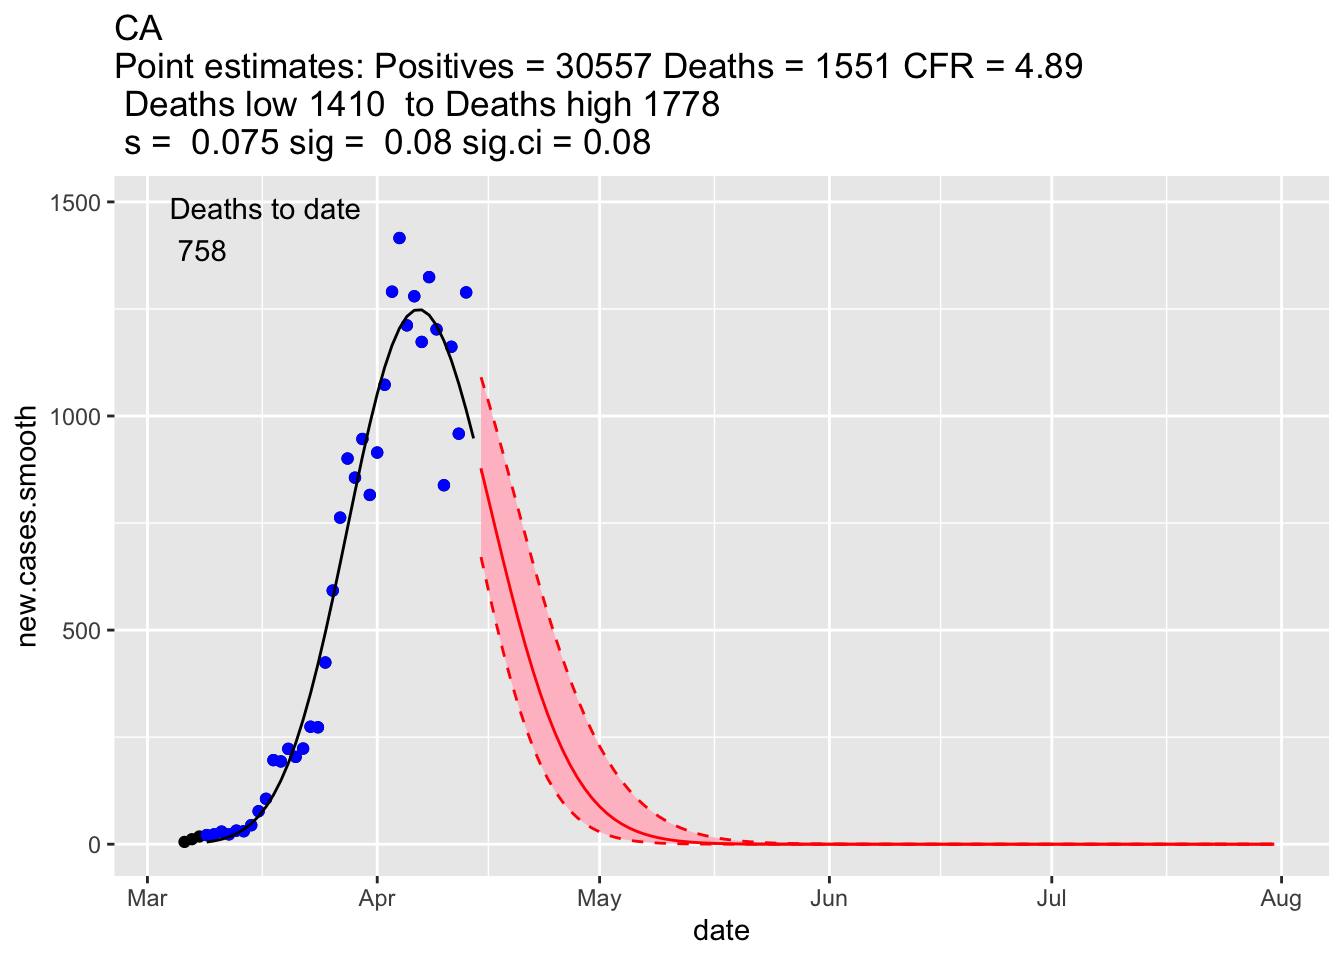 CA
Point estimates: Positives = 30557 Deaths = 1551 CFR = 4.89
Deaths low 1410  to Deaths high 1778
s =  0.075 sig =  0.08 sig.ci = 0.08
Deaths to date
758
1500
1000
500
0
new.cases.smooth
Mar Apr May Jun Jul Aug
date